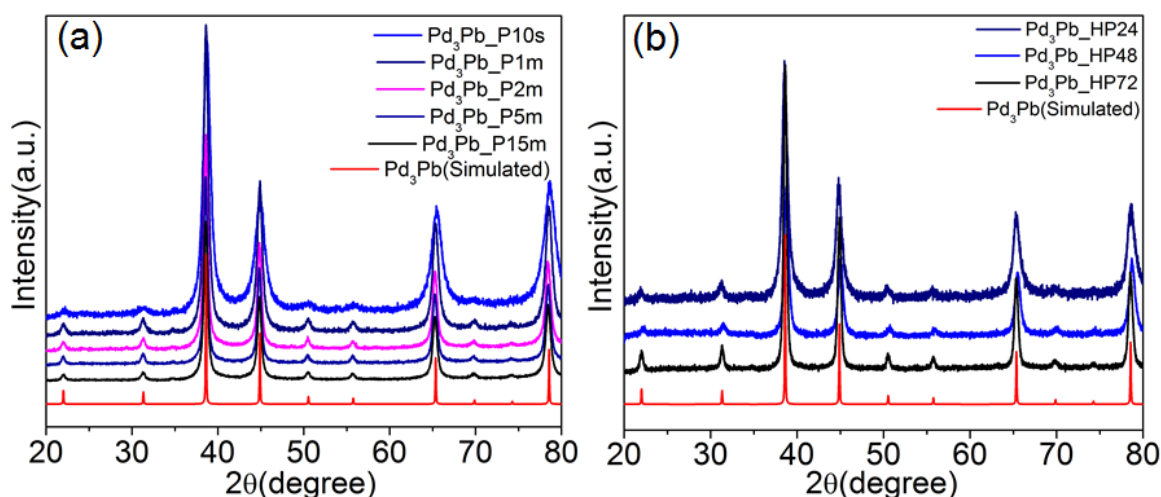 (a)
Pd₃Pb_P10s
Pd₃Pb_P1m
Pd₃Pb_P2m
Pd₃Pb_P5m
Pd₃Pb_P15m
Pd₃Pb(Simulated)
Intensity(a.u.)
20 30 40 50 60 70 80
2θ(degree)
(b)
Pd₃Pb_HP24
Pd₃Pb_HP48
Pd₃Pb_HP72
Pd₃Pb(Simulated)
Intensity(a.u.)
20 30 40 50 60 70 80
2θ(degree)